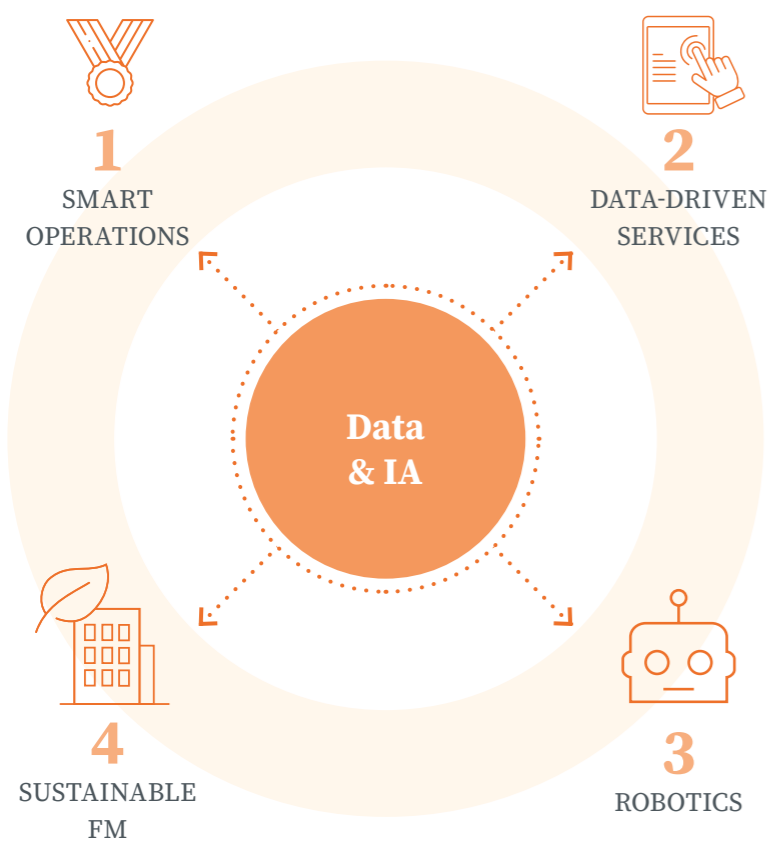 1
SMART
OPERATIONS
2
DATA-DRIVEN
SERVICES
Data
& IA
4
SUSTAINABLE
FM
3
ROBOTICS